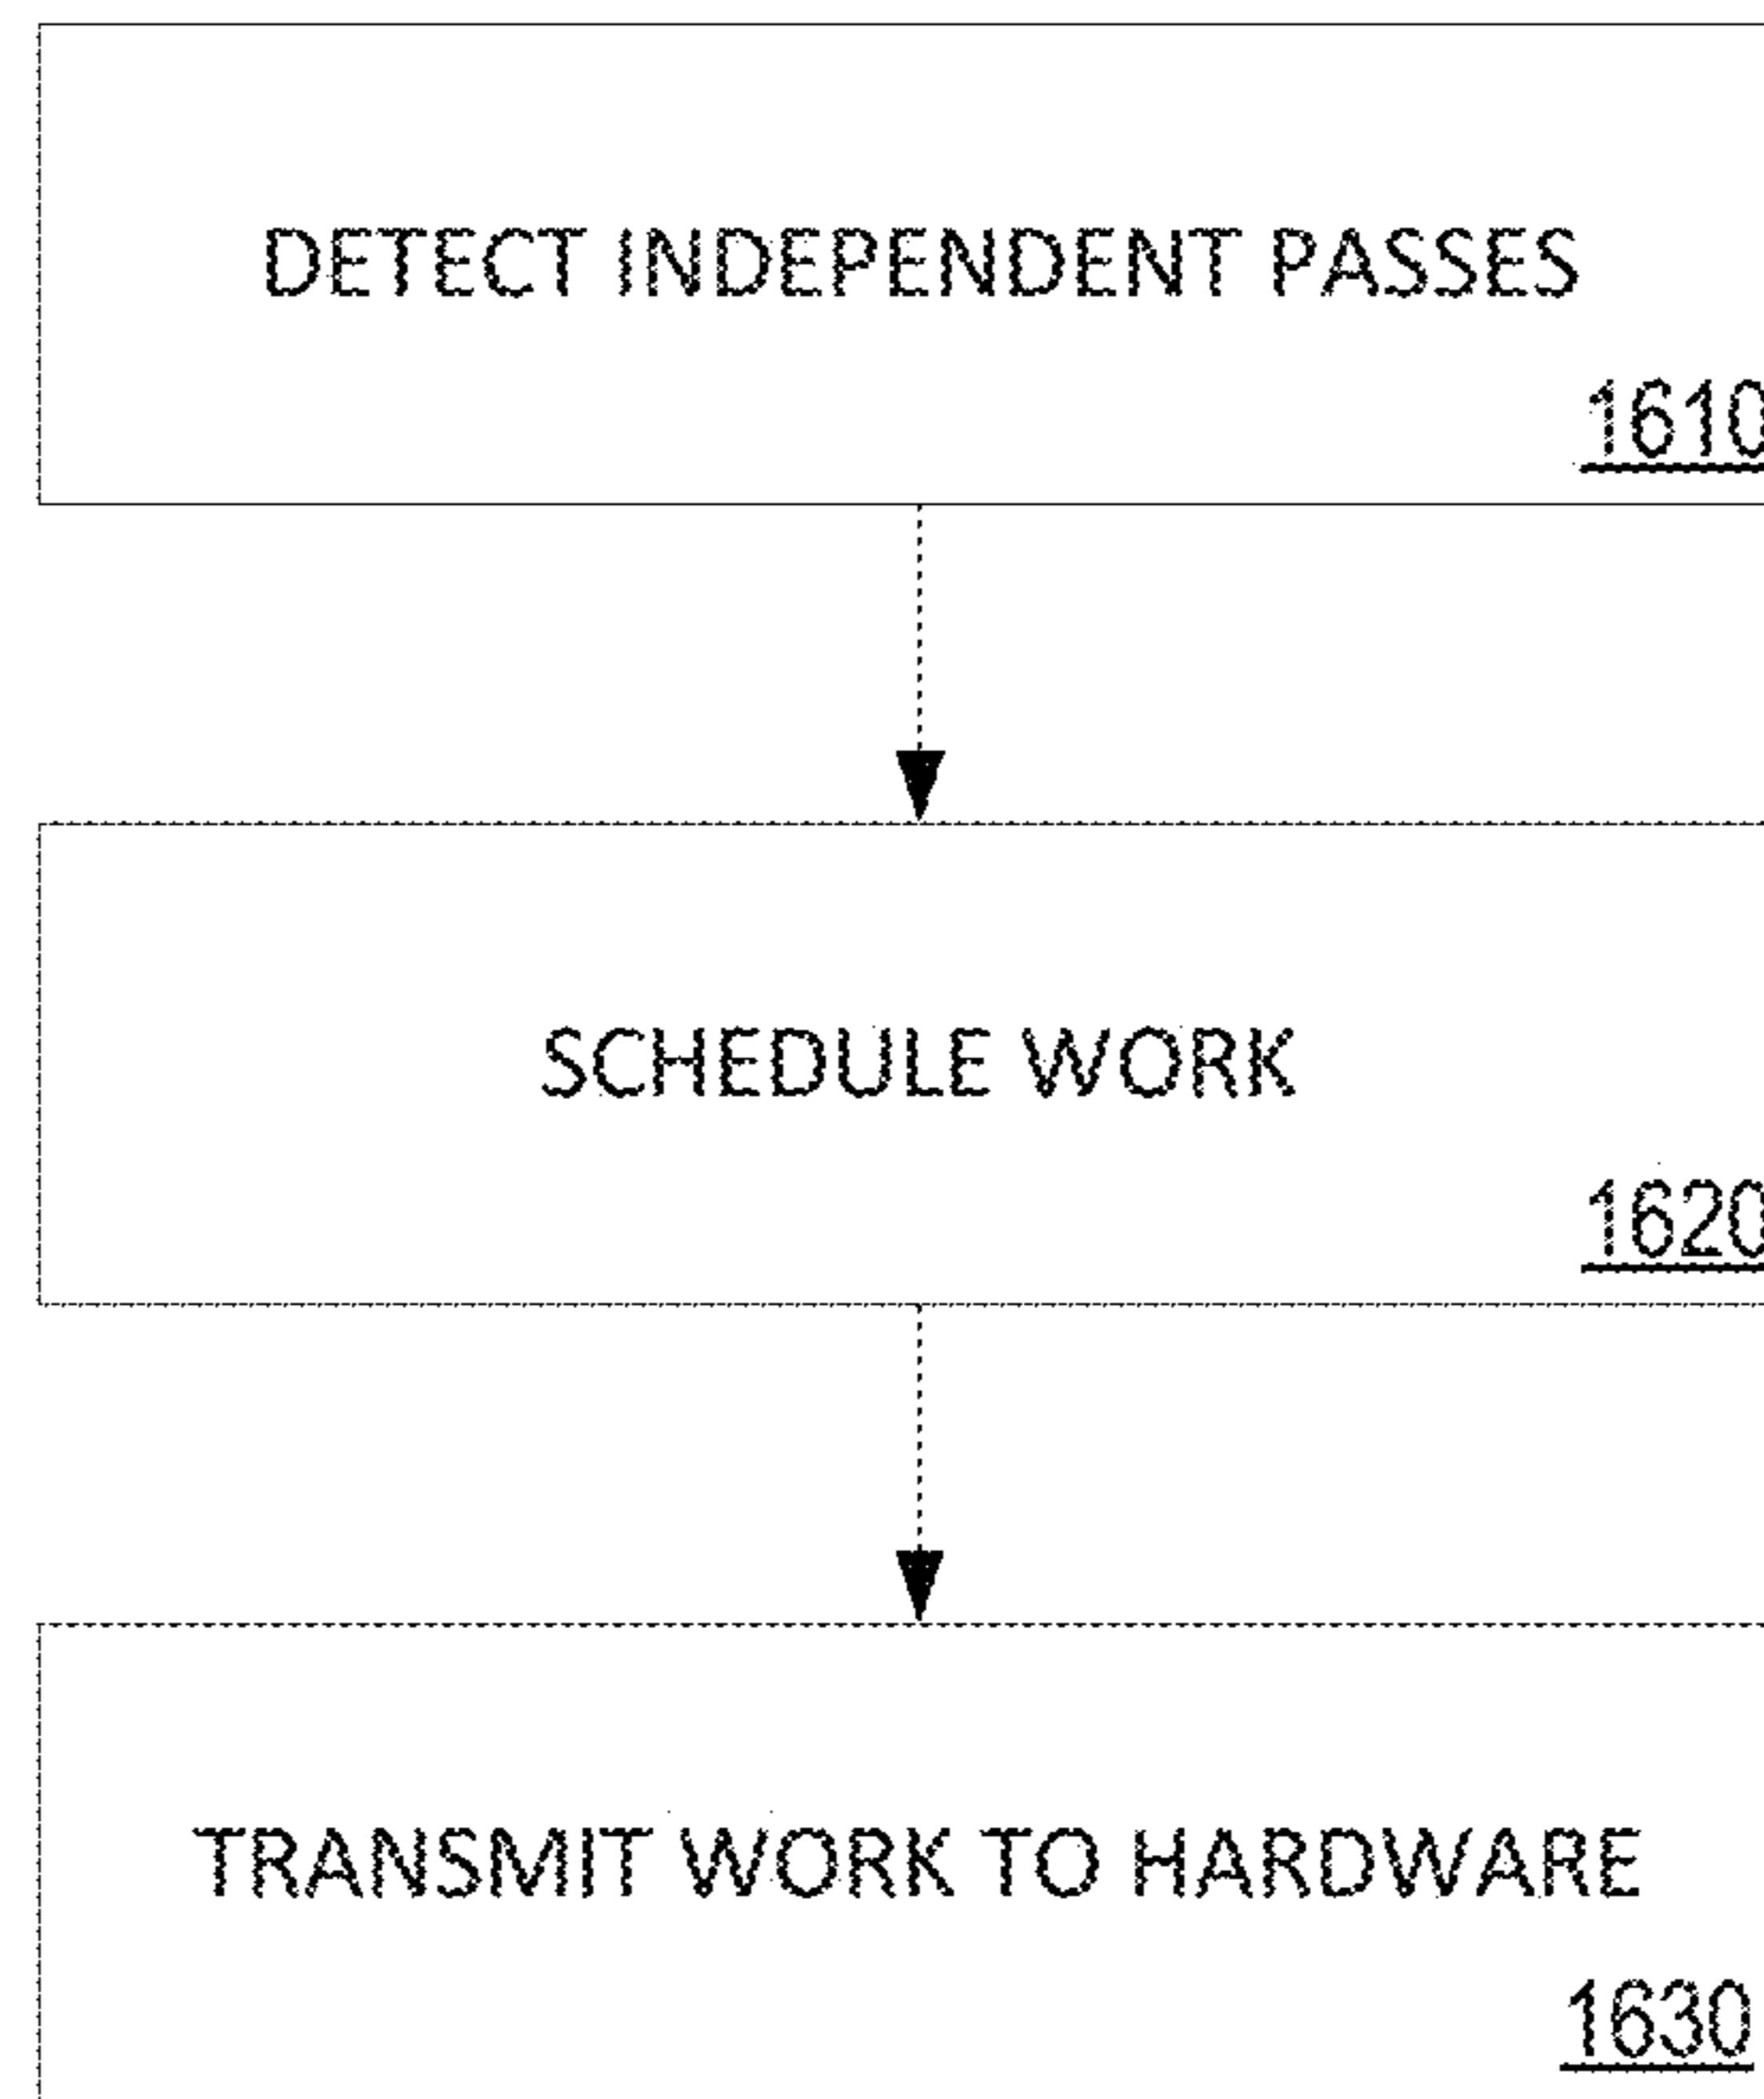 DETECT INDEPENDENT PASSES
1610
SCHEDULE WORK
1620
TRANSMIT WORK TO HARDWARE
1630